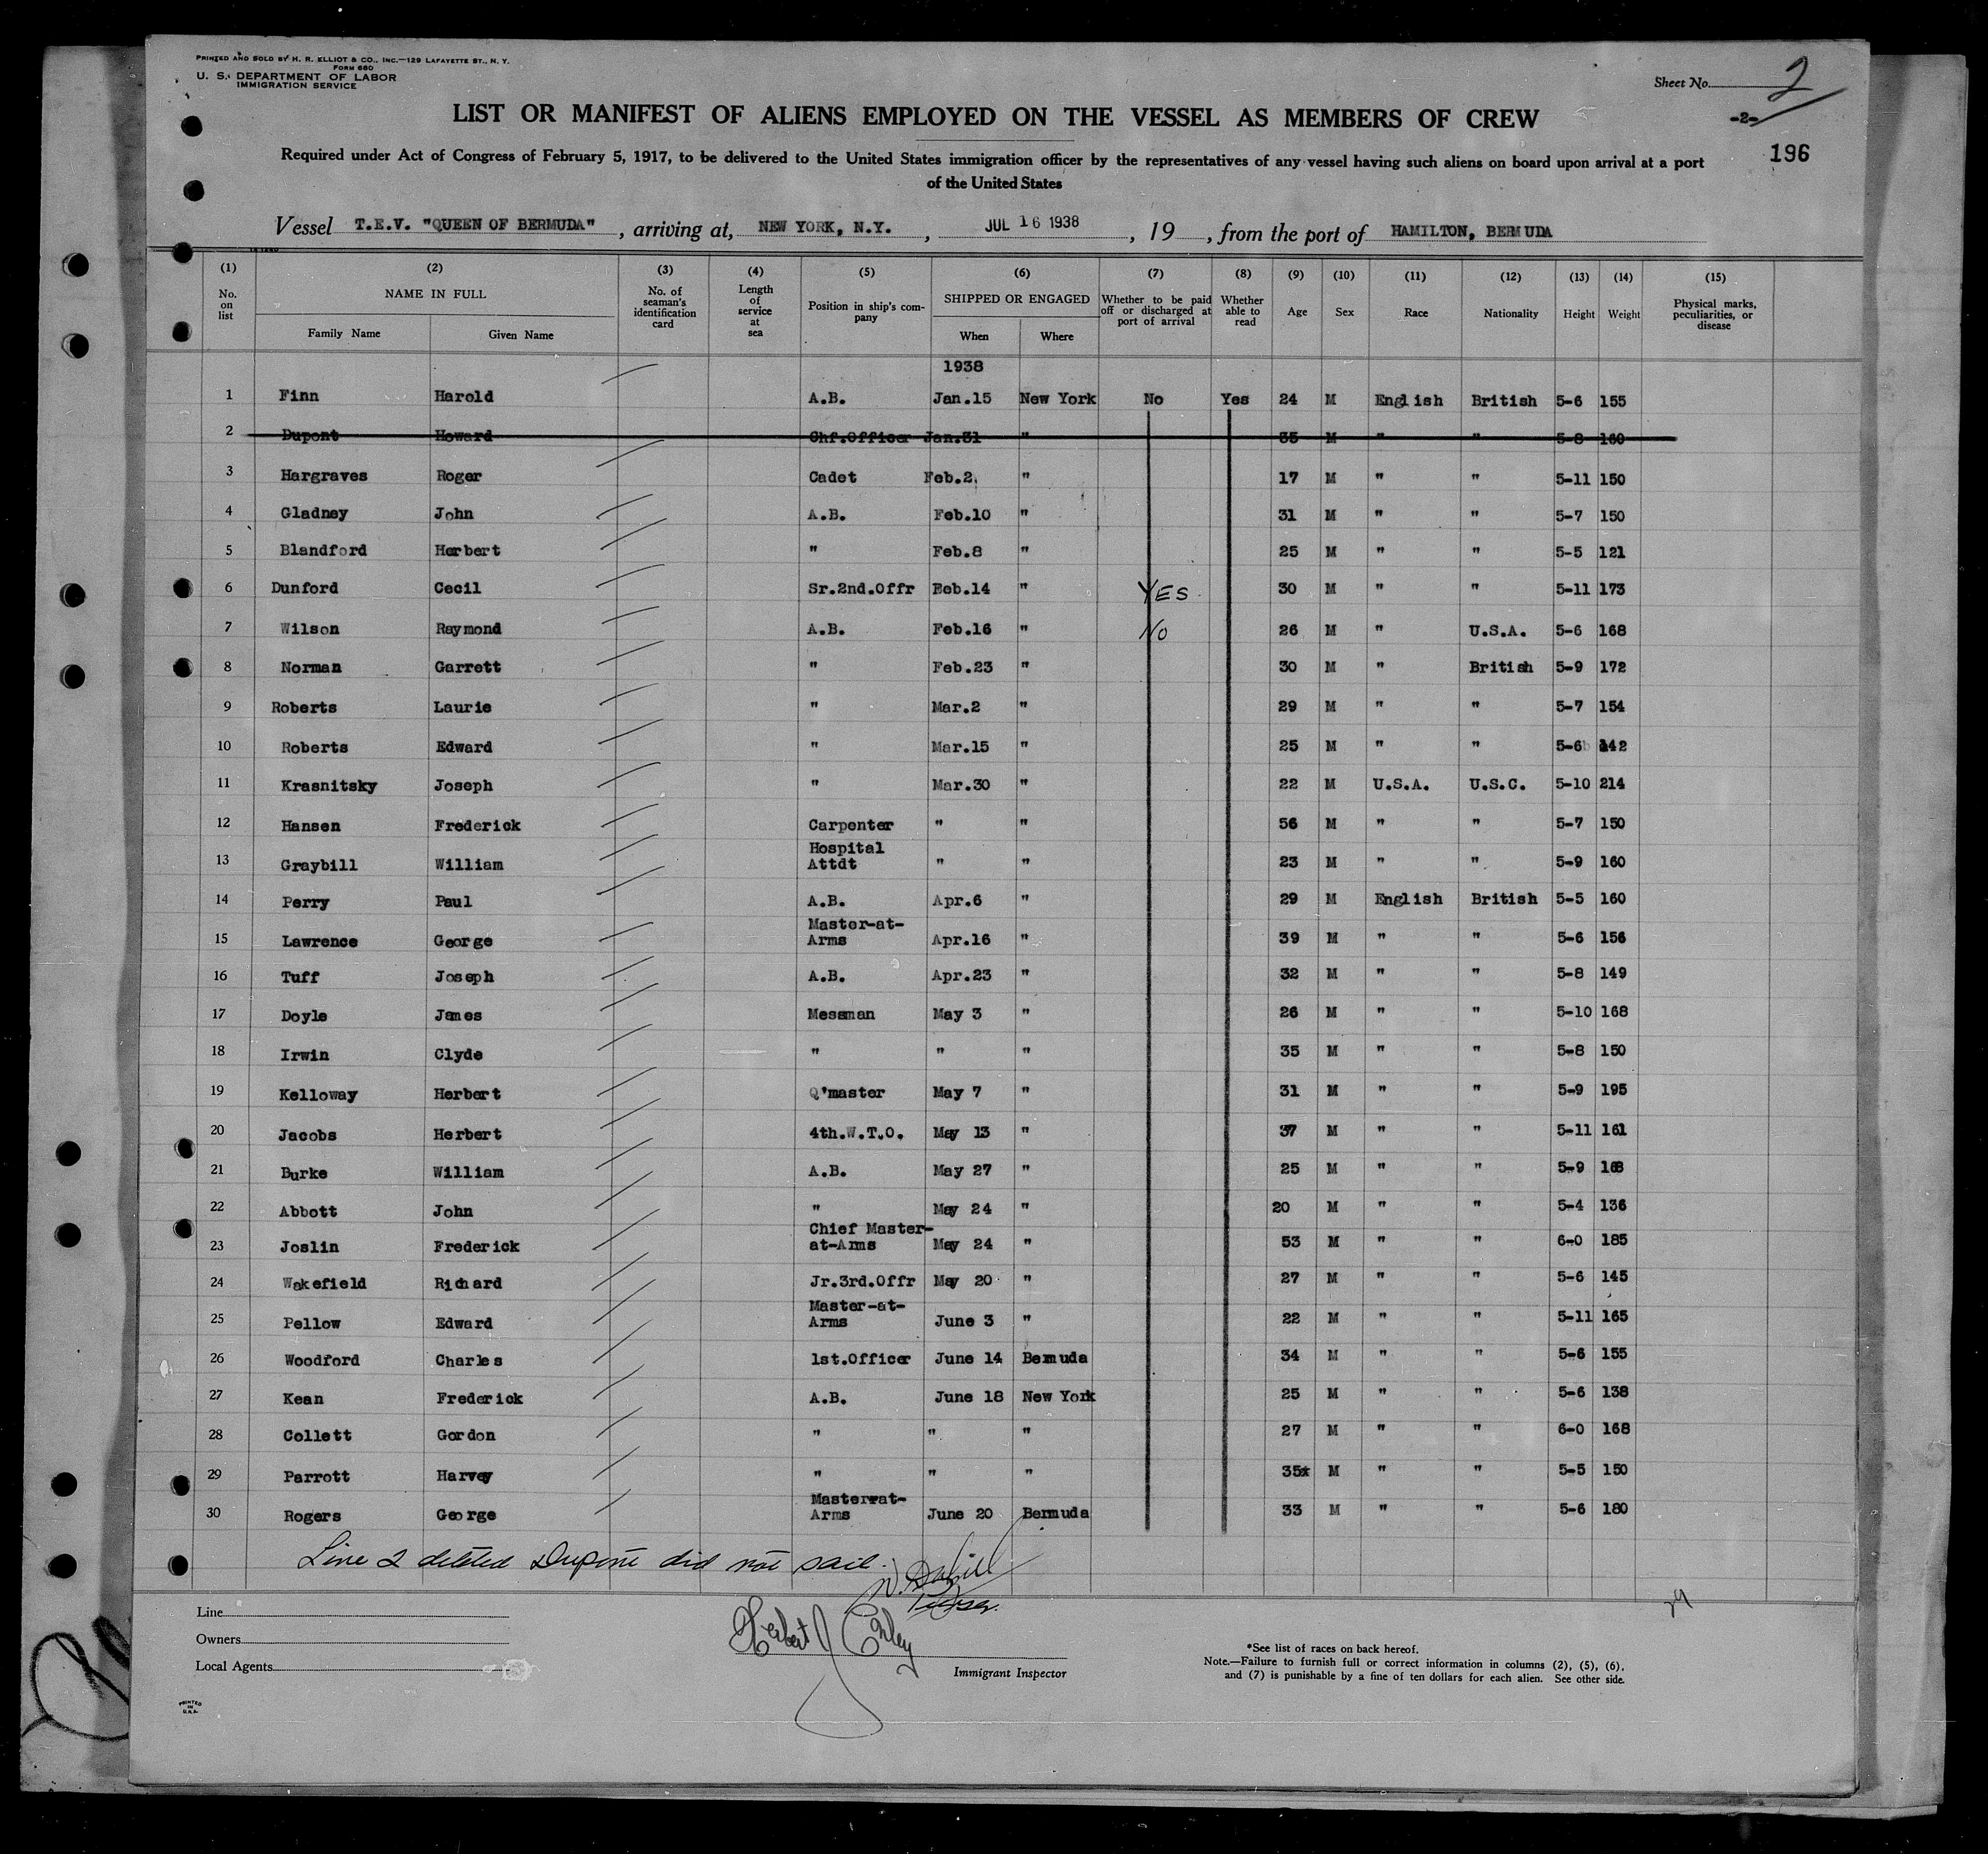 PRINTED AND SOLD BY H. R. ELLIOT & CO., INC.—129 LAFAYETTE ST., N. Y.
FORM 680
U. S. DEPARTMENT OF LABOR
IMMIGRATION SERVICE
Sheet No. 2
-2-
LIST OR MANIFEST OF ALIENS EMPLOYED ON THE VESSEL AS MEMBERS OF CREW
Required under Act of Congress of February 5, 1917, to be delivered to the United States immigration officer by the representatives of any vessel having such aliens on board upon arrival at a port
of the United States
196
Vessel T.E.V. "QUEEN OF BERMUDA", arriving at, NEW YORK, N.Y., JUL 16 1938, 19, from the port of HAMILTON, BERMUDA
(1) (2) (3) (4) (5) (6) (7) (8) (9) (10) (11) (12) (13) (14) (15)
No. on list NAME IN FULL Family Name Given Name No. of seaman's identification card Length of service at sea Position in ship's company SHIPPED OR ENGAGED When Where Whether to be paid off or discharged at port of arrival Whether able to read Age Sex Race Nationality Height Weight Physical marks, peculiarities, or disease
1938
1 Finn Harold A.B. Jan.15 New York No Yes 24 M English British 5-6 155
2 Dupont Howard Chf.Officer Jan.31 " 35 M " " 5-8 160
3 Hargraves Roger Cadet Feb.2 " 17 M " " 5-11 150
4 Gladney John A.B. Feb.10 " 31 M " " 5-7 150
5 Blandford Herbert " Feb.8 " 25 M " " 5-5 121
6 Dunford Cecil Sr.2nd.Offr Feb.14 " YES 30 M " " 5-11 173
7 Wilson Raymond A.B. Feb.16 " No 26 M " U.S.A. 5-6 168
8 Norman Garrett " Feb.23 " 30 M " British 5-9 172
9 Roberts Laurie " Mar.2 " 29 M " " 5-7 154
10 Roberts Edward " Mar.15 " 25 M " " 5-6 142
11 Krasnitsky Joseph " Mar.30 " 22 M U.S.A. U.S.C. 5-10 214
12 Hansen Frederick Carpenter " " 56 M " " 5-7 150
13 Graybill William Hospital Attdt " " 23 M " " 5-9 160
14 Perry Paul A.B. Apr.6 " 29 M English British 5-5 160
15 Lawrence George Master-at-Arms Apr.16 " 39 M " " 5-6 156
16 Tuff Joseph A.B. Apr.23 " 32 M " " 5-8 149
17 Doyle James Messman May 3 " 26 M " " 5-10 168
18 Irwin Clyde " " " 35 M " " 5-8 150
19 Kelloway Herbert Q'master May 7 " 31 M " " 5-9 195
20 Jacobs Herbert 4th.W.T.O. May 13 " 37 M " " 5-11 161
21 Burke William A.B. May 27 " 25 M " " 5-9 168
22 Abbott John " May 24 " 20 M " " 5-4 136
23 Joslin Frederick Chief Master-at-Arms May 24 " 53 M " " 6-0 185
24 Wakefield Richard Jr.3rd.Offr May 20 " 27 M " " 5-6 145
25 Pellow Edward Master-at-Arms June 3 " 22 M " " 5-11 165
26 Woodford Charles 1st.Officer June 14 Bermuda 34 M " " 5-6 155
27 Kean Frederick A.B. June 18 New York 25 M " " 5-6 138
28 Collett Gordon " " " 27 M " " 6-0 168
29 Parrott Harvey " " " 35 M " " 5-5 150
30 Rogers George Master-at-Arms June 20 Bermuda 33 M " " 5-6 180
Line 2 deleted Dupont did not sail.
Purser.
Line
Owners
Local Agents
Herbert J
Immigrant Inspector
29
*See list of races on back hereof.
Note.—Failure to furnish full or correct information in columns (2), (5), (6),
and (7) is punishable by a fine of ten dollars for each alien. See other side.
PRINTED
IN
U.S.A.